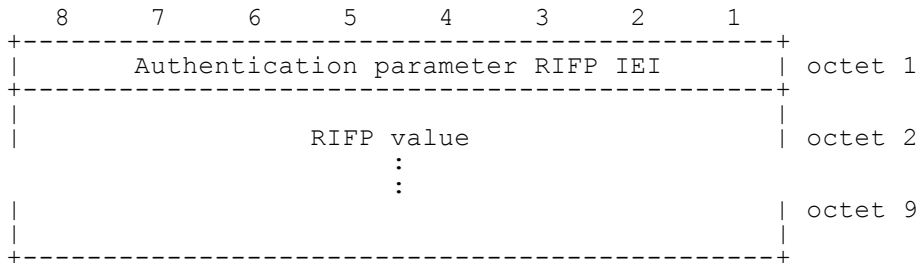 8 7 6 5 4 3 2 1
+-----------------------------------------------+
| Authentication parameter RIFP IEI | octet 1
+-----------------------------------------------+
| |
| RIFP value | octet 2
:
:
| | octet 9
| |
+-----------------------------------------------+